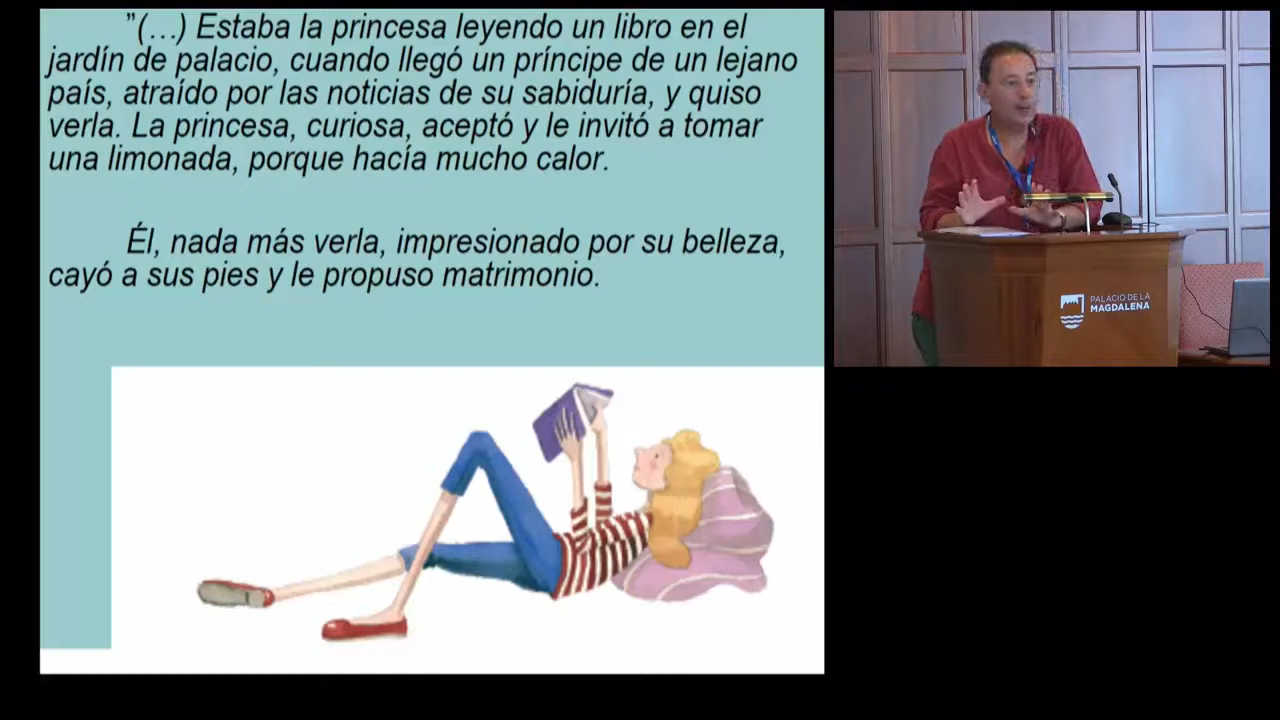 ”(…) Estaba la princesa leyendo un libro en el
jardín de palacio, cuando llegó un príncipe de un lejano
país, atraído por las noticias de su sabiduría, y quiso
verla. La princesa, curiosa, aceptó y le invitó a tomar
una limonada, porque hacía mucho calor.
Él, nada más verla, impresionado por su belleza,
cayó a sus pies y le propuso matrimonio.
PALACIO DE LA
MAGDALENA